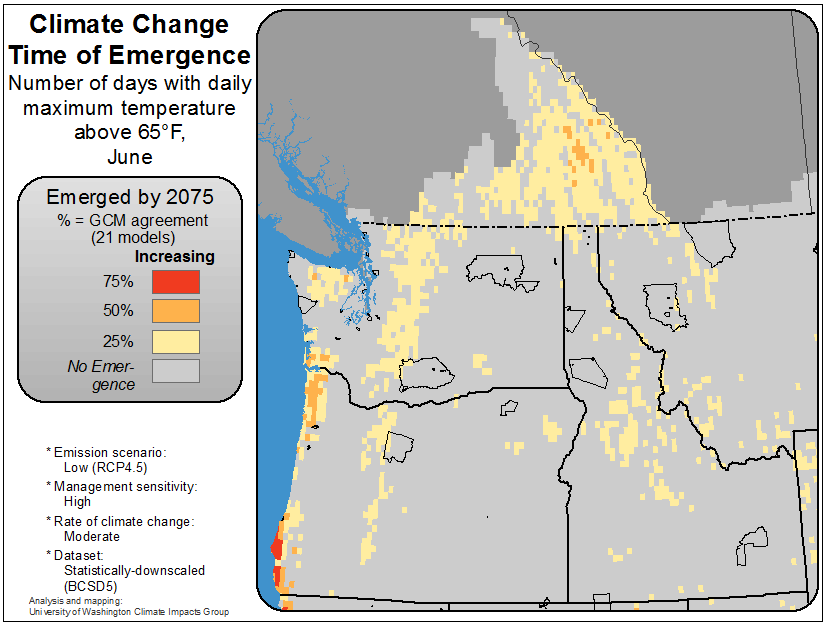 Climate Change
Time of Emergence
Number of days with daily
maximum temperature
above 65°F,
June
Emerged by 2075
% = GCM agreement
(21 models)
Increasing
75%
50%
25%
No Emer-
gence
* Emission scenario:
Low (RCP4.5)
* Management sensitivity:
High
* Rate of climate change:
Moderate
* Dataset:
Statistically-downscaled
(BCSD5)
Analysis and mapping:
University of Washington Climate Impacts Group